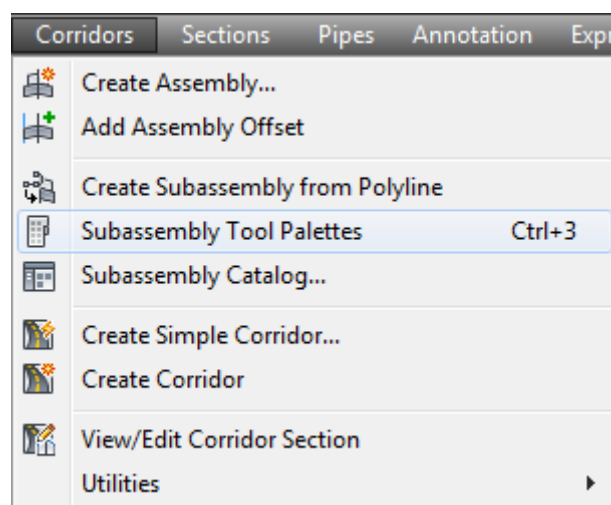 Corridors Sections Pipes Annotation Expr
Create Assembly...
Add Assembly Offset
Create Subassembly from Polyline
Subassembly Tool Palettes Ctrl+3
Subassembly Catalog...
Create Simple Corridor...
Create Corridor
View/Edit Corridor Section
Utilities